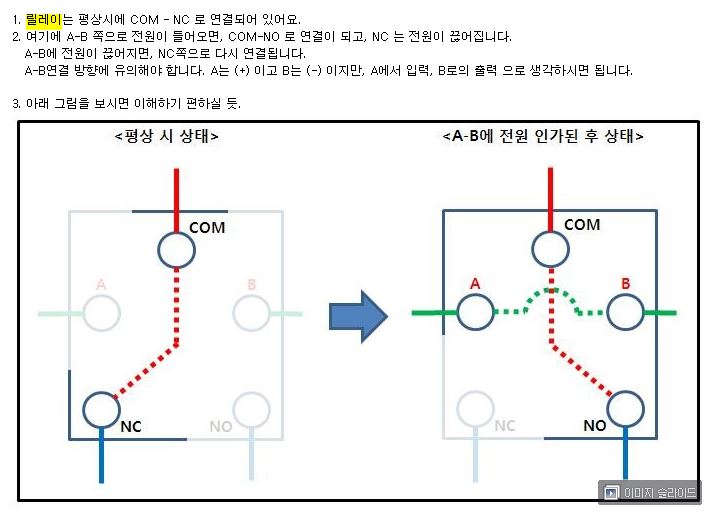 1. 릴레이는 평상시에 COM - NC 로 연결되어 있어요.
2. 여기에 A-B 쪽으로 전원이 들어오면, COM-NO 로 연결이 되고, NC 는 전원이 끊어집니다.
A-B에 전원이 끊어지면, NC쪽으로 다시 연결됩니다.
A-B연결 방향에 유의해야 합니다. A는 (+) 이고 B는 (-) 이지만, A에서 입력, B로의 출력 으로 생각하시면 됩니다.
3. 아래 그림을 보시면 이해하기 편하실 듯.
<평상 시 상태>
<A-B에 전원 인가된 후 상태>
COM
A
B
NC
NO
COM
A
B
NC
NO
이미지 슬라이드